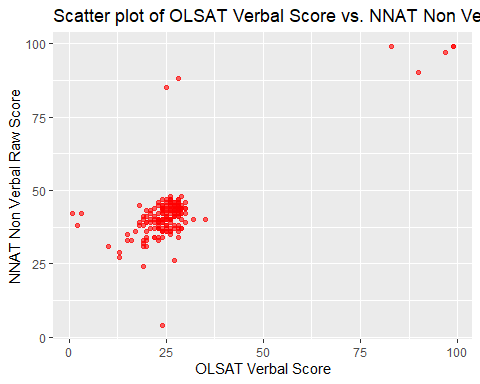 Scatter plot of OLSAT Verbal Score vs. NNAT Non Ve
100
75
50
25
0
NNAT Non Verbal Raw Score
0 25 50 75 100
OLSAT Verbal Score